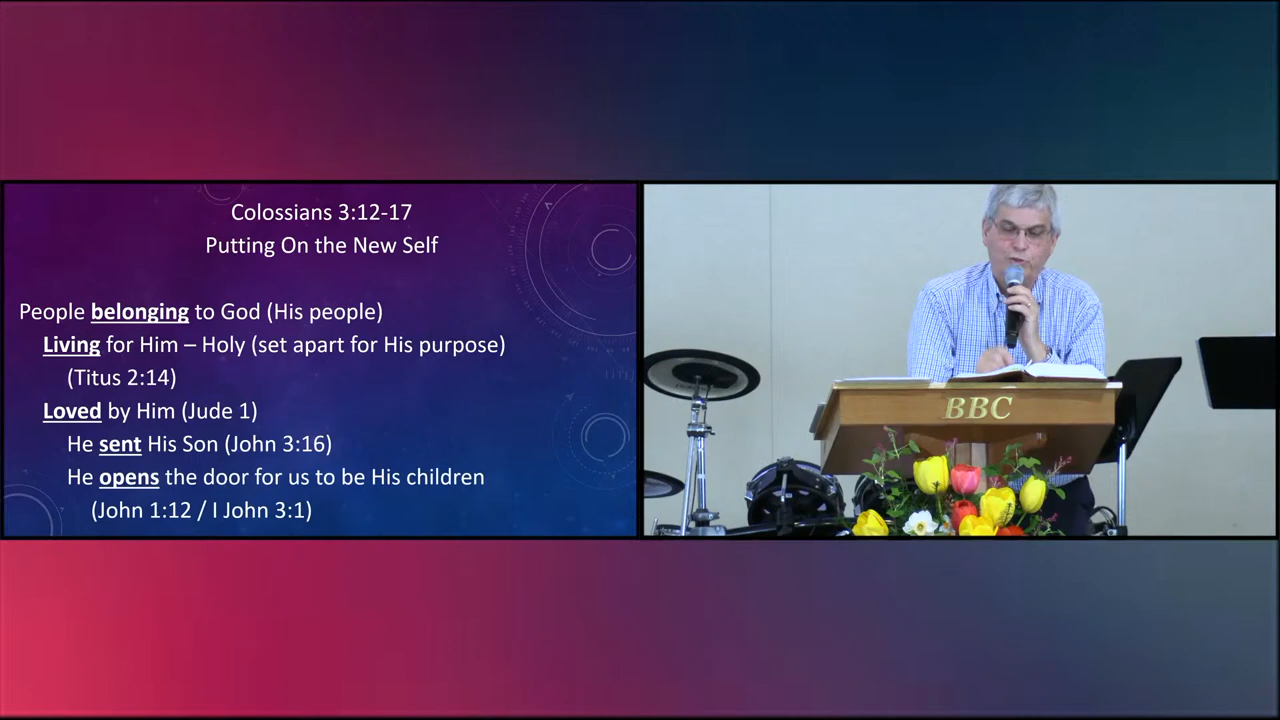 Colossians 3:12-17
Putting On the New Self
People belonging to God (His people)
Living for Him – Holy (set apart for His purpose)
(Titus 2:14)
Loved by Him (Jude 1)
He sent His Son (John 3:16)
He opens the door for us to be His children
(John 1:12 / I John 3:1)
BBC